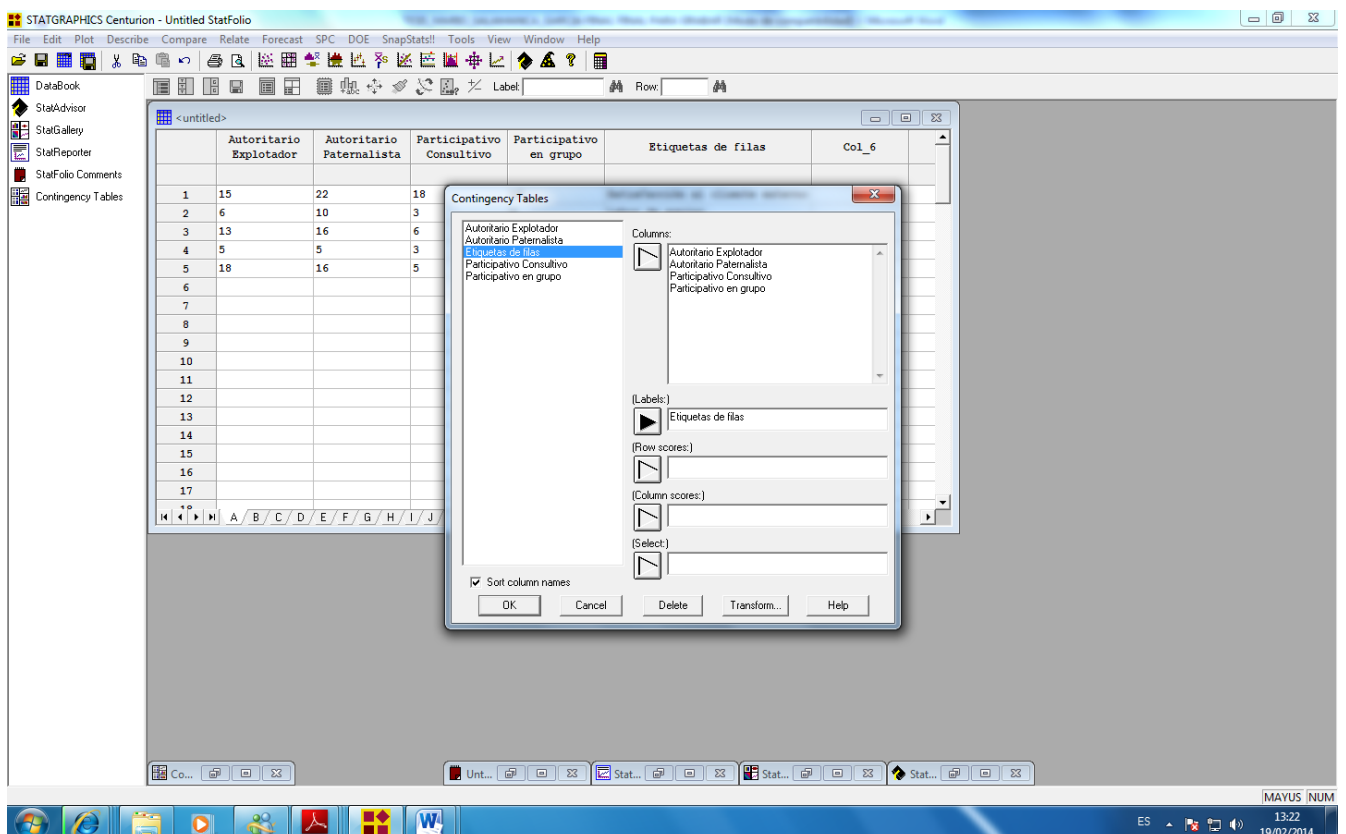 STATGRAPHICS Centurion - Untitled StatFolio
File Edit Plot Describe Compare Relate Forecast SPC DOE SnapStats!! Tools View Window Help
Label: Row:
DataBook
StatAdvisor
StatGallery
StatReporter
StatFolio Comments
Contingency Tables
<untitled>
Autoritario Explotador Autoritario Paternalista Participativo Consultivo Participativo en grupo Etiquetas de filas Col_6
1 15 22 18
2 6 10 3
3 13 16 6
4 5 5 3
5 18 16 5
6
7
8
9
10
11
12
13
14
15
16
17
18
A B C D E F G H I J
Contingency Tables
Autoritario Explotador
Autoritario Paternalista
Etiquetas de filas
Participativo Consultivo
Participativo en grupo
Sort column names
Columns:
Autoritario Explotador
Autoritario Paternalista
Participativo Consultivo
Participativo en grupo
(Labels:)
Etiquetas de filas
(Row scores:)
(Column scores:)
(Select:)
OK Cancel Delete Transform... Help
Co... Unt... Stat... Stat... Stat...
MAYUS NUM
ES 13:22
19/02/2014